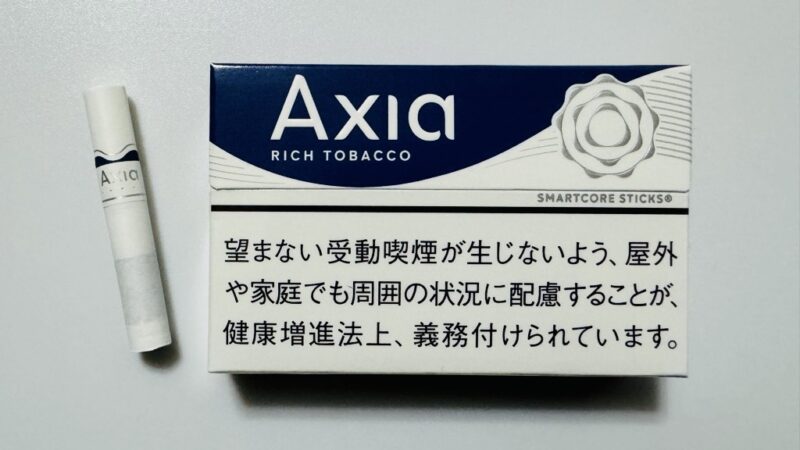 Axia
RICH TOBACCO
SMARTCORE STICKS®
望まない受動喫煙が生じないよう、屋外
や家庭でも周囲の状況に配慮することが、
健康増進法上、義務付けられています。
Axia